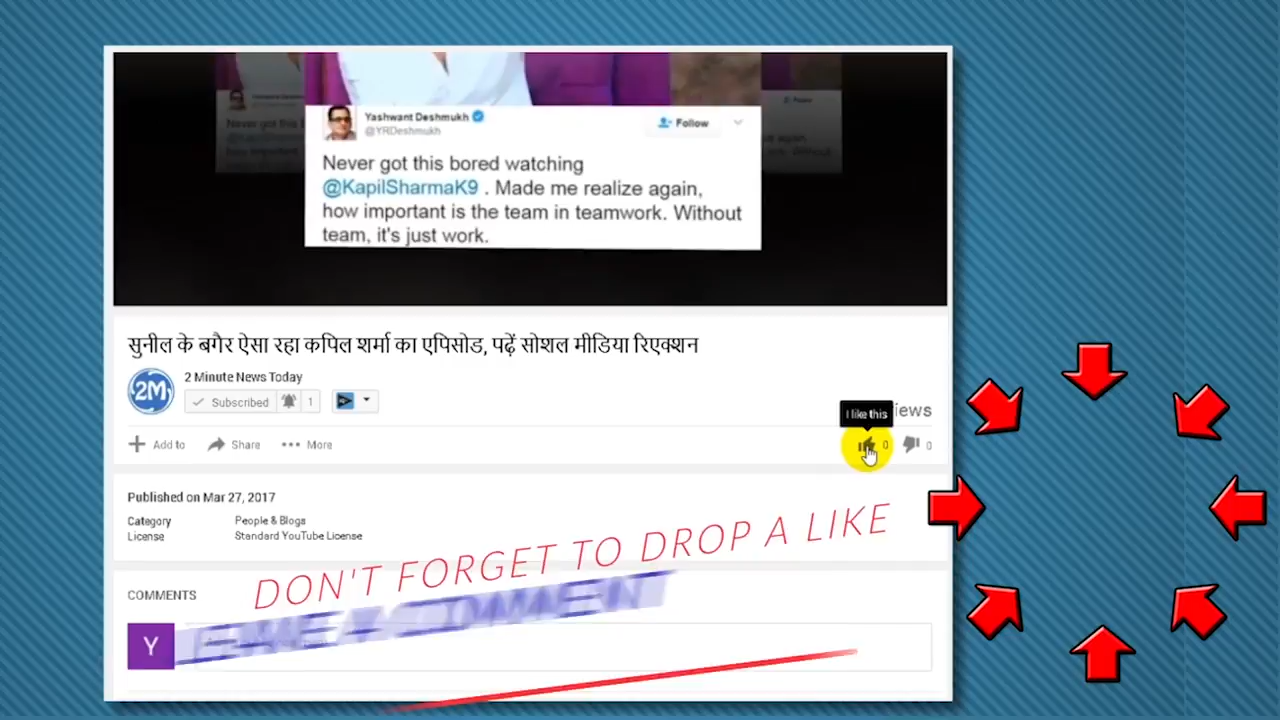 Yashwant Deshmukh
@YRDeshmukh
Follow
Never got this bored watching
@KapilSharmaK9 . Made me realize again,
how important is the team in teamwork. Without
team, it's just work.
सुनील के बगैर ऐसा रहा कपिल शर्मा का एपिसोड, पढ़ें सोशल मीडिया रिएक्शन
2M
2 Minute News Today
Subscribed 1
I like this
iews
Add to Share More 0 0
Published on Mar 27, 2017
Category People & Blogs
License Standard YouTube License
DON'T FORGET TO DROP A LIKE
COMMENTS
Y